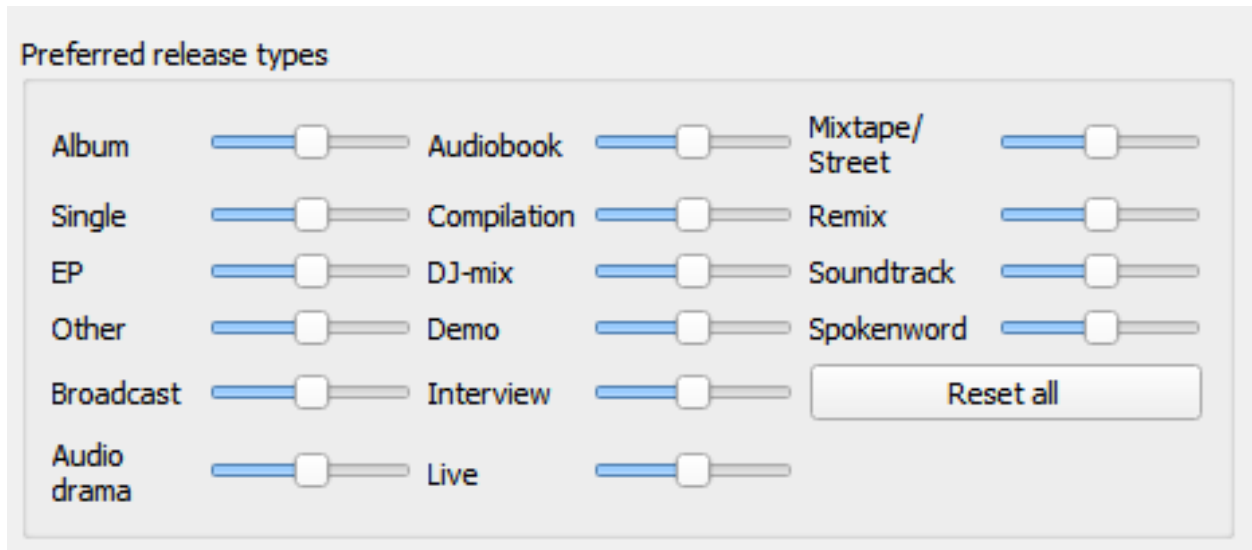 Preferred release types
Album
Single
EP
Other
Broadcast
Audio
drama
Audiobook
Compilation
DJ-mix
Demo
Interview
Live
Mixtape/
Street
Remix
Soundtrack
Spokenword
Reset all